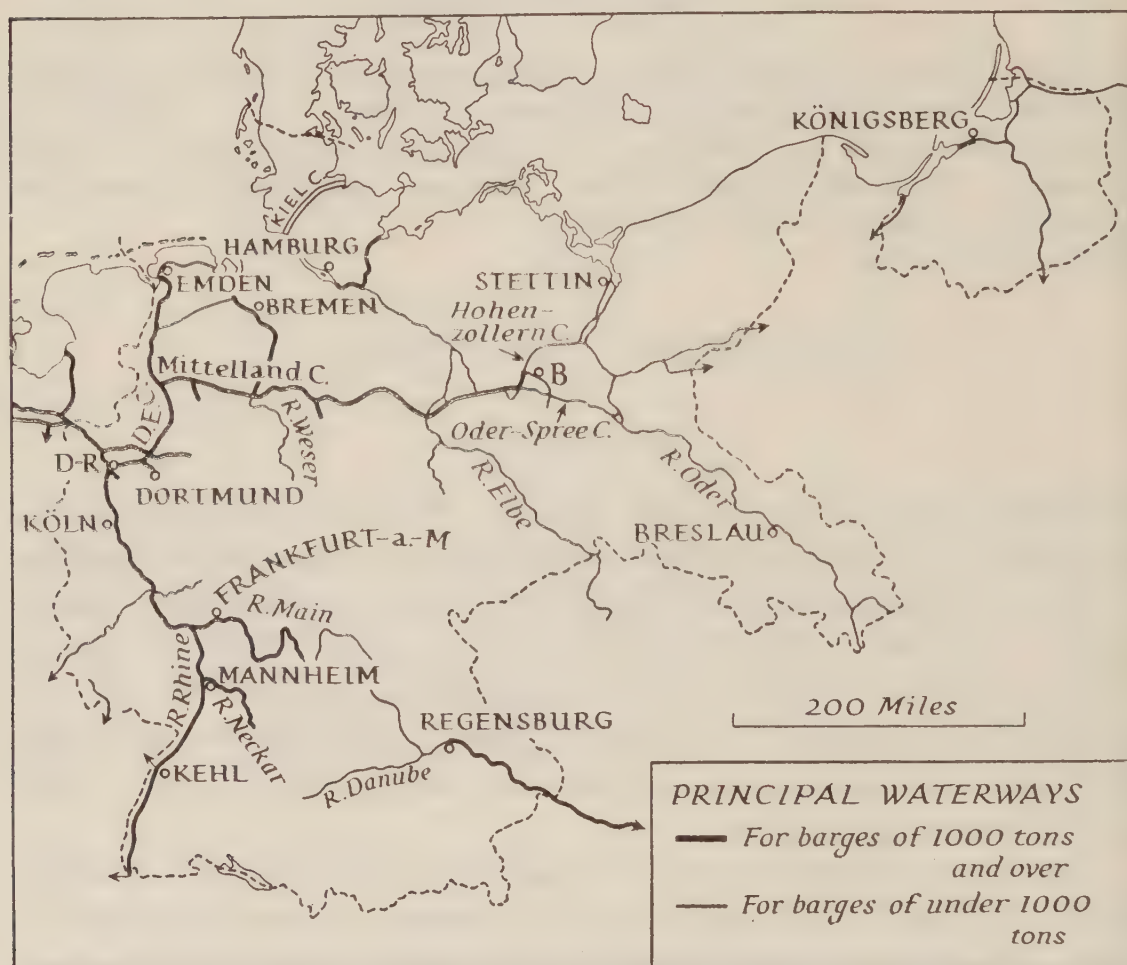 KÖNIGSBERG
KIEL C.
HAMBURG
EMDEN
BREMEN
STETTIN
Hohen-
zollern C.
B
Mittelland C.
D.E.C.
R. Weser
Oder-Spree C.
D-R
DORTMUND
R. Elbe
R. Oder
KÖLN
BRESLAU
FRANKFURT-a.-M
R. Main
R. Rhine
MANNHEIM
R. Neckar
REGENSBURG
200 Miles
KEHL
R. Danube
PRINCIPAL WATERWAYS
For barges of 1000 tons
and over
For barges of under 1000
tons